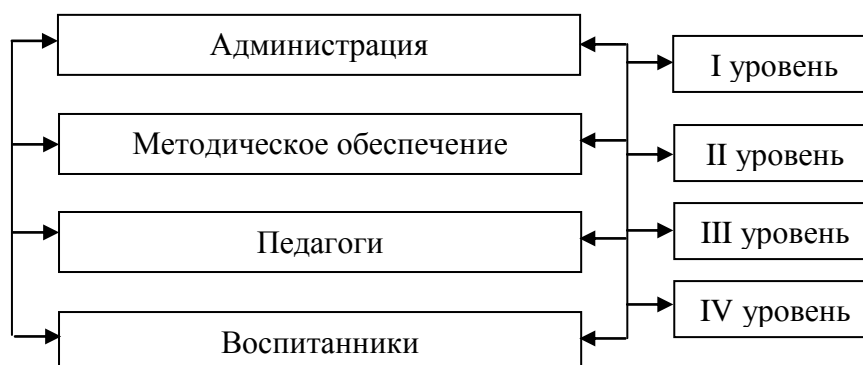 Администрация
I уровень
Методическое обеспечение
II уровень
Педагоги
III уровень
Воспитанники
IV уровень